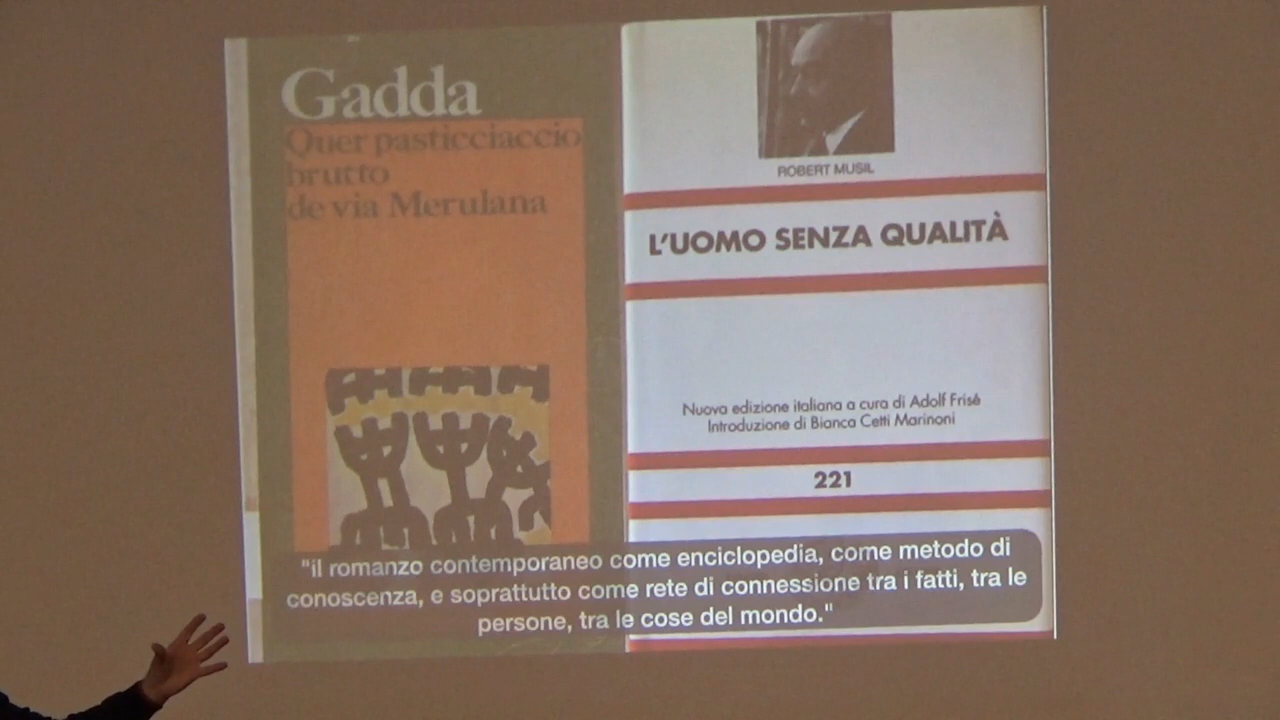 Gadda
Quer pasticciaccio
brutto
de via Merulana
ROBERT MUSIL
L'UOMO SENZA QUALITÀ
Nuova edizione italiana a cura di Adolf Frisé
Introduzione di Bianca Cetti Marinoni
221
"il romanzo contemporaneo come enciclopedia, come metodo di
conoscenza, e soprattutto come rete di connessione tra i fatti, tra le
persone, tra le cose del mondo."